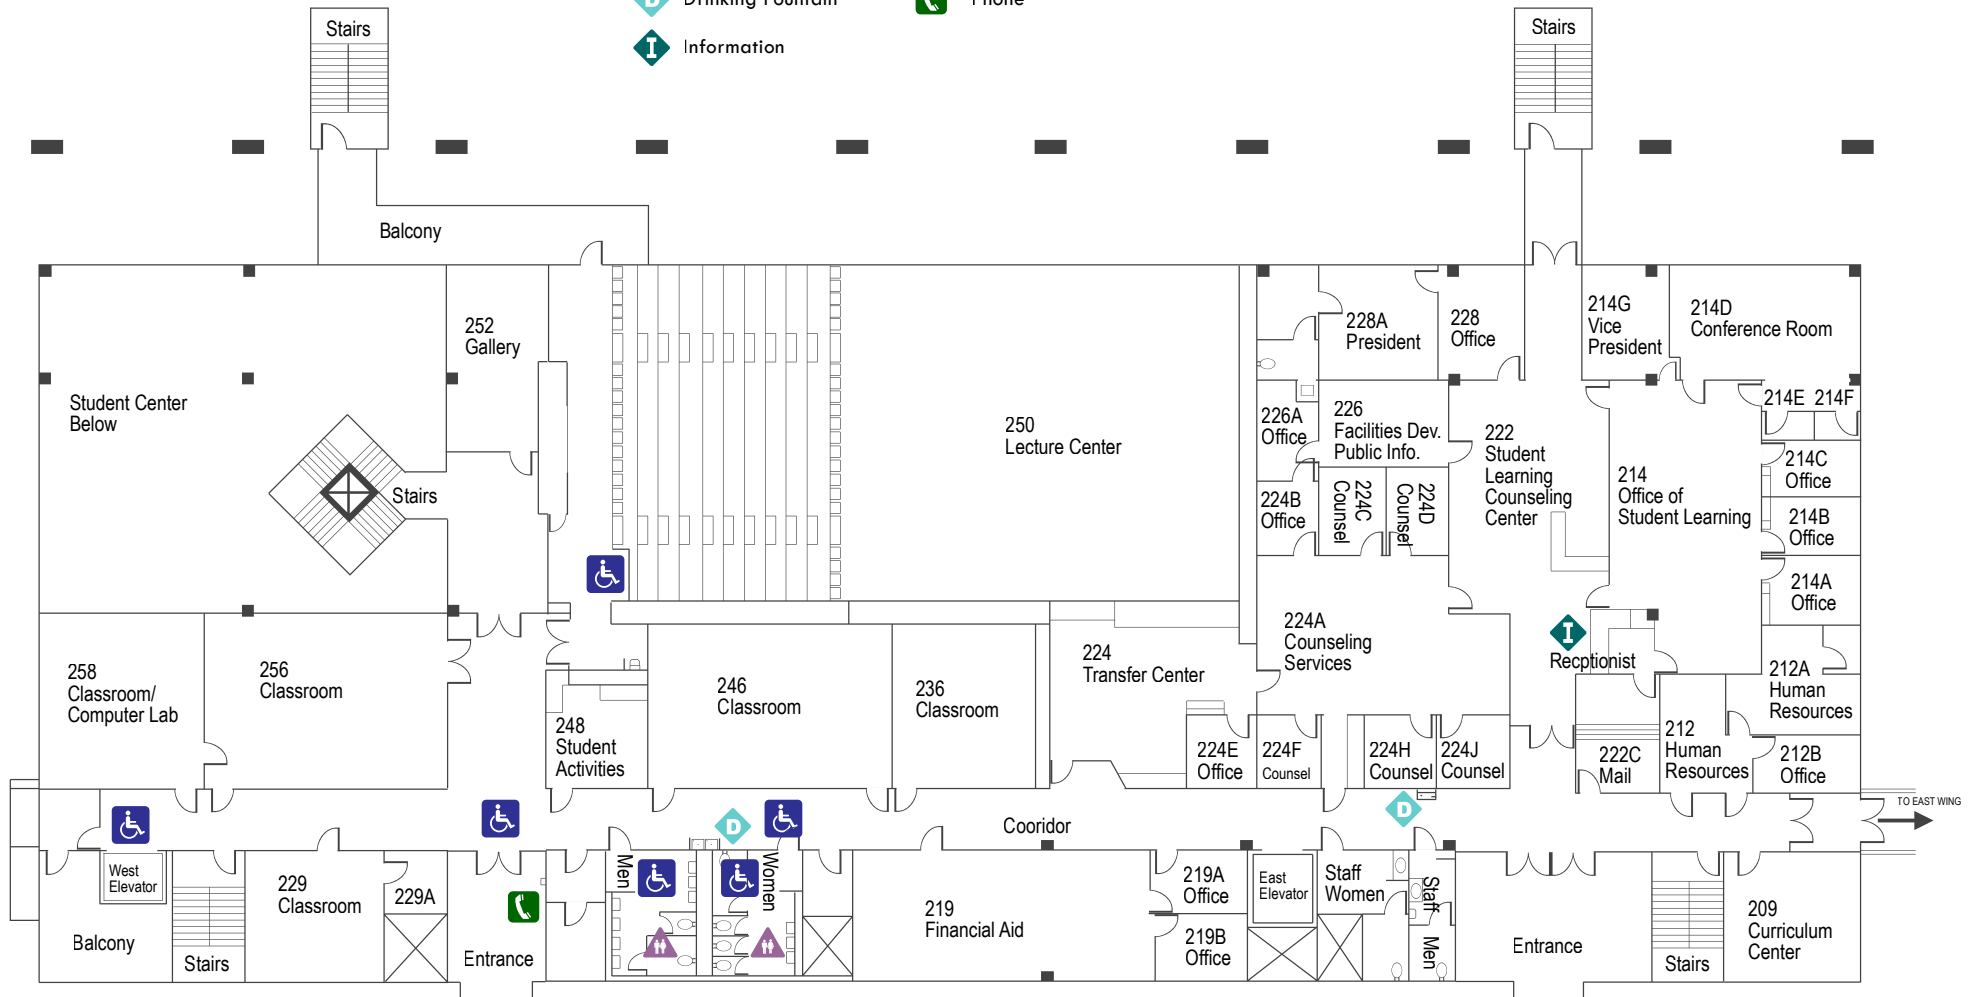 Drinking Fountain
Phone
Information
Stairs
Stairs
Balcony
252
Gallery
228A
President
228
Office
214G
Vice
President
214D
Conference Room
Student Center
Below
Stairs
250
Lecture Center
226A
Office
226
Facilities Dev.
Public Info.
224B
Office
224C
Counsel
224D
Counsel
222
Student
Learning
Counseling
Center
214
Office of
Student Learning
214E
214F
214C
Office
214B
Office
214A
Office
258
Classroom/
Computer Lab
256
Classroom
248
Student
Activities
246
Classroom
236
Classroom
224
Transfer Center
224A
Counseling
Services
I
Recptionist
212A
Human
Resources
224E
Office
224F
Counsel
224H
Counsel
224J
Counsel
222C
Mail
212
Human
Resources
212B
Office
TO EAST WING
D
D
Cooridor
West
Elevator
Balcony
Stairs
229
Classroom
229A
Entrance
Men
Women
219
Financial Aid
219A
Office
219B
Office
East
Elevator
Staff
Women
Staff
Men
Entrance
Stairs
209
Curriculum
Center